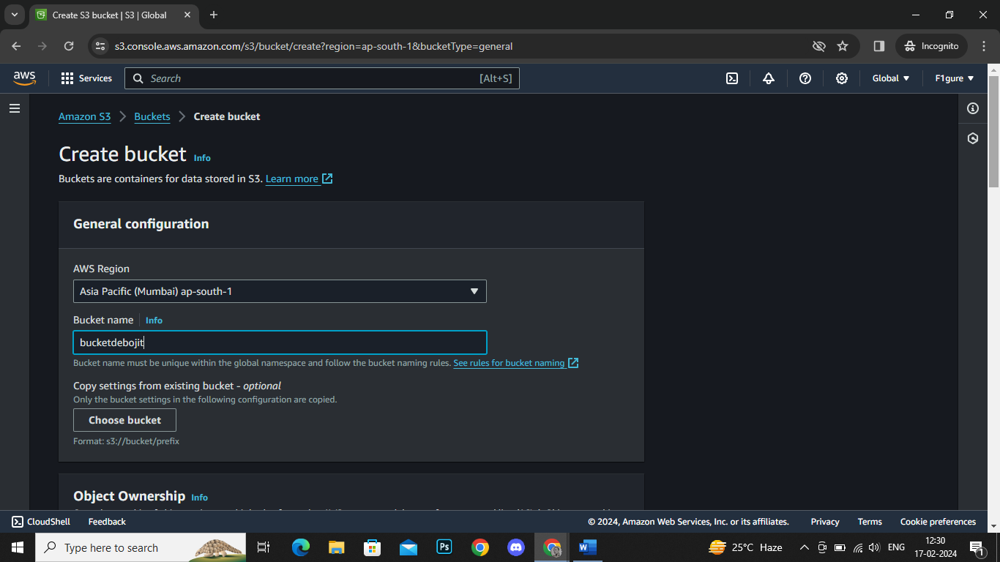 Create S3 bucket | S3 | Global
s3.console.aws.amazon.com/s3/bucket/create?region=ap-south-1&bucketType=general
Incognito
aws
Services
Search
[Alt+S]
Global
F1gure
Amazon S3
Buckets
Create bucket
Create bucket Info
Buckets are containers for data stored in S3. Learn more
General configuration
AWS Region
Asia Pacific (Mumbai) ap-south-1
Bucket name
Info
bucketdebojit
Bucket name must be unique within the global namespace and follow the bucket naming rules. See rules for bucket naming
Copy settings from existing bucket - optional
Only the bucket settings in the following configuration are copied.
Choose bucket
Format: s3://bucket/prefix
Object Ownership Info
CloudShell
Feedback
© 2024, Amazon Web Services, Inc. or its affiliates.
Privacy
Terms
Cookie preferences
Type here to search
Ps
W
25°C Haze
ENG
12:30
17-02-2024
1